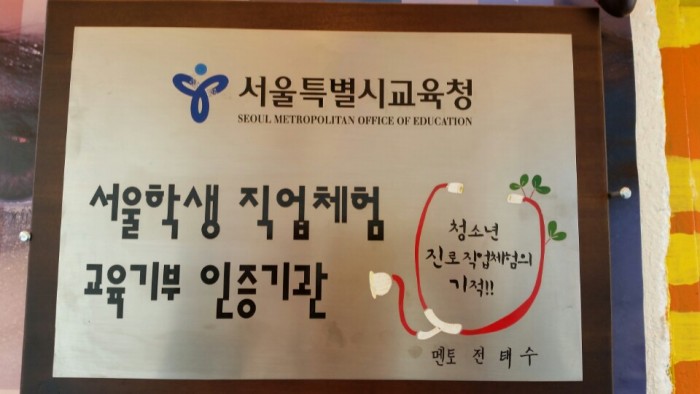 서울특별시교육청
SEOUL METROPOLITAN OFFICE OF EDUCATION
서울학생 직업체험
교육기부 인증기관
청소년
진로직업체험의
기적!!
멘토 전태수